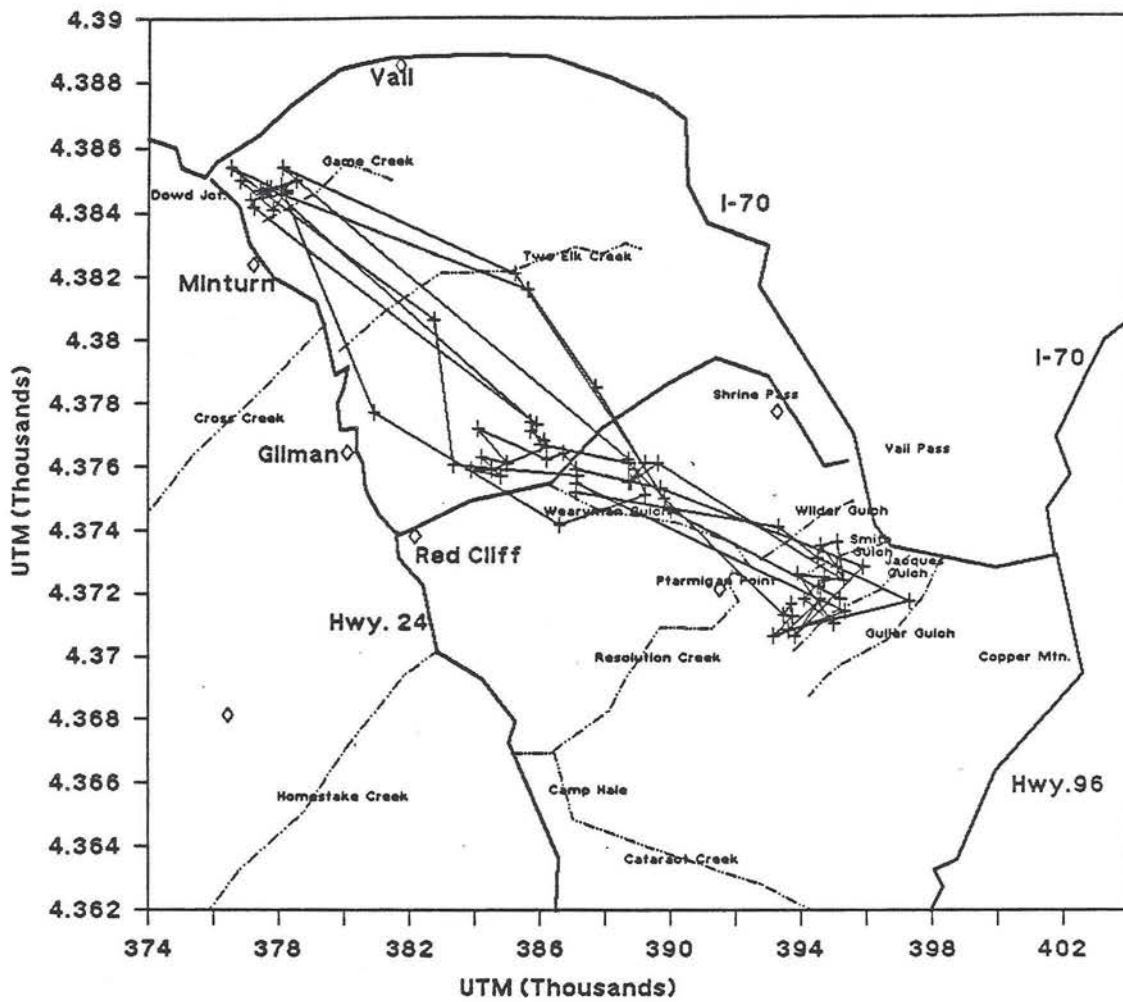 4.39
4.388
4.386
4.384
4.382
4.38
4.378
4.376
4.374
4.372
4.37
4.368
4.366
4.364
4.362
UTM (Thousands)
Vail
Game Creek
Dowd Jct.
I-70
Two Elk Creek
Minturn
I-70
Shrine Pass
Cross Creek
Gilman
Vail Pass
Wearyman Gulch
Wilder Gulch
Smith
Gulch
Red Cliff
Jacques
Gulch
Ptarmigan Point
Hwy. 24
Guller Gulch
Resolution Creek
Copper Mtn.
Homestake Creek
Camp Hale
Hwy.96
Cataract Creek
374
378
382
386
390
394
398
402
UTM (Thousands)